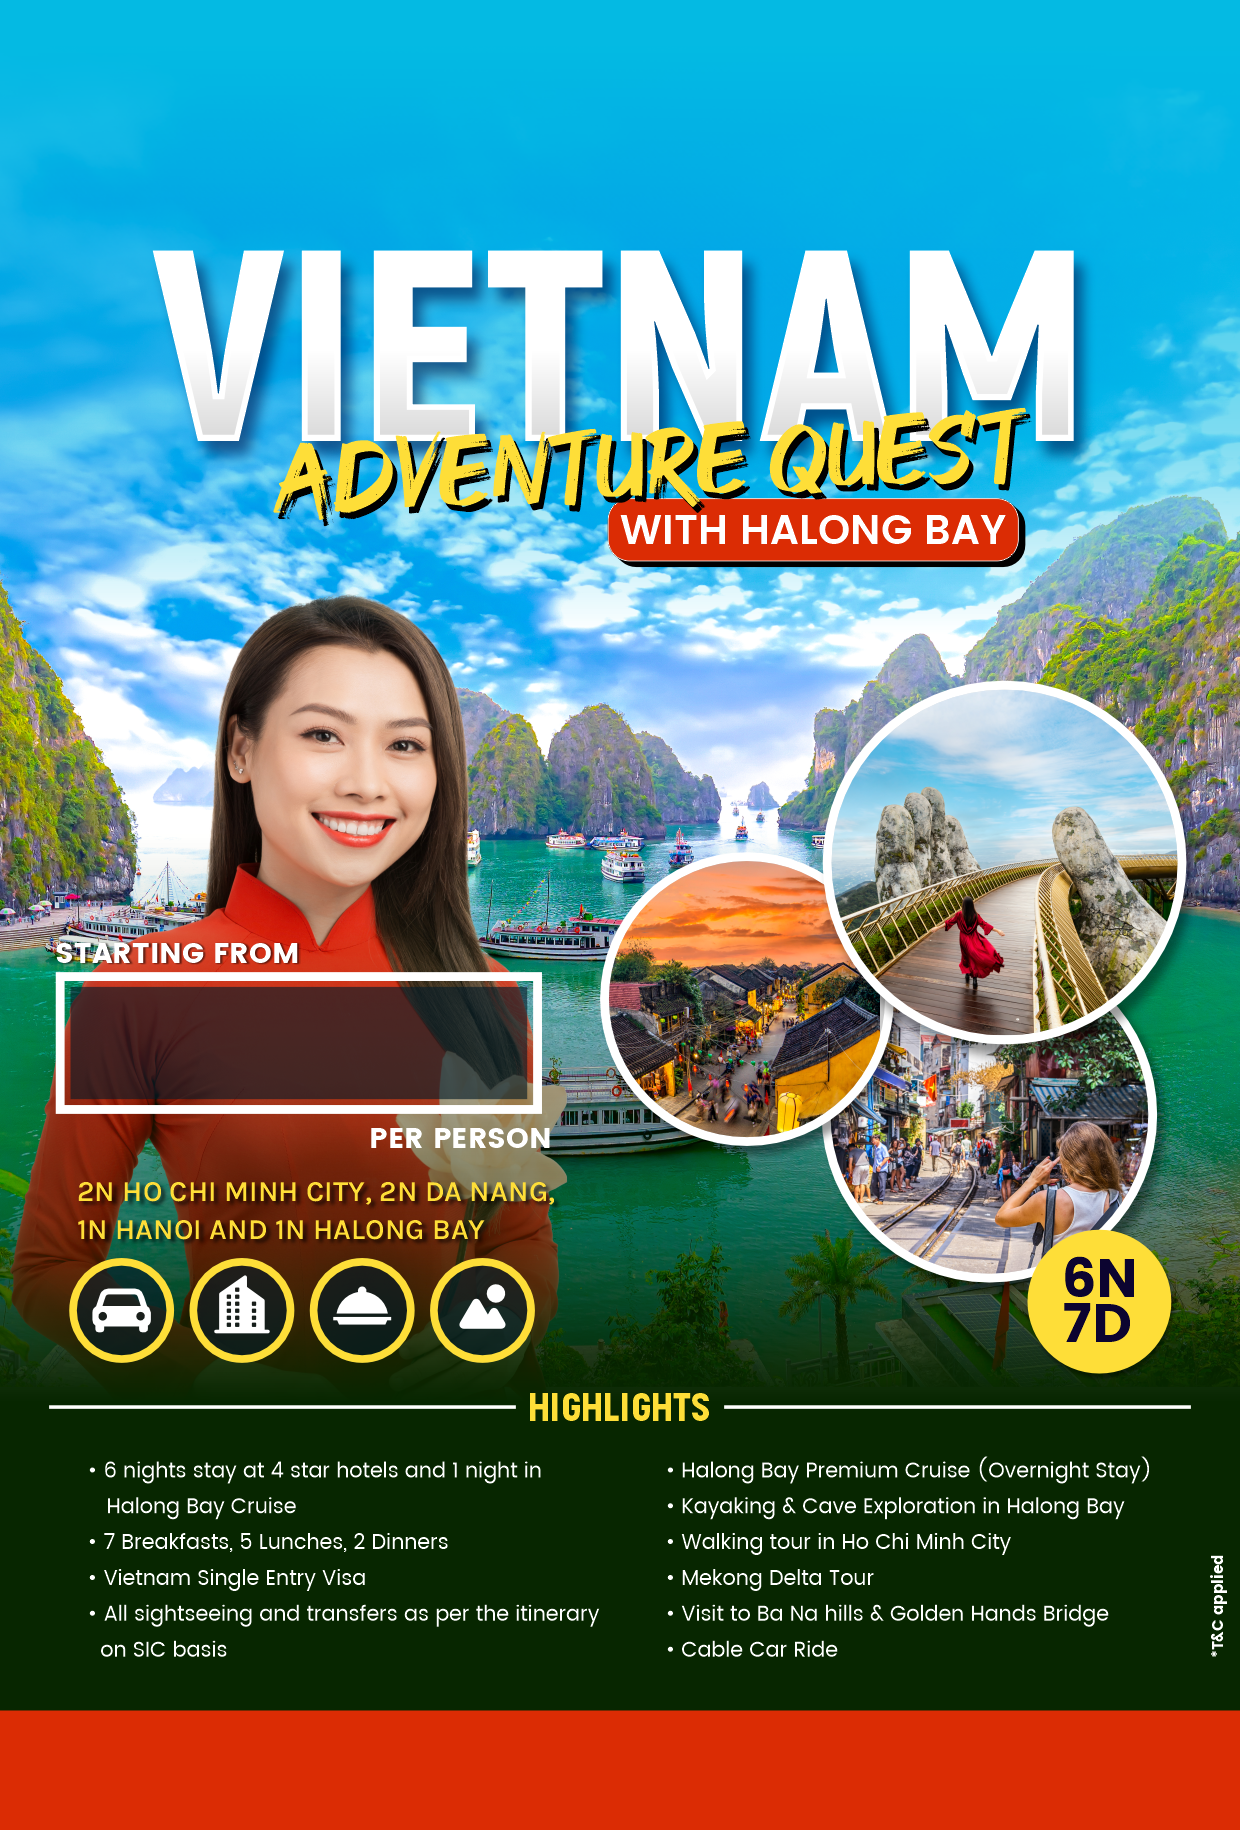 VIETNAM
ADVENTURE QUEST
WITH HALONG BAY
STARTING FROM
PER PERSON
2N HO CHI MINH CITY, 2N DA NANG,
1N HANOI AND 1N HALONG BAY
6N
7D
HIGHLIGHTS
• 6 nights stay at 4 star hotels and 1 night in
Halong Bay Cruise
• 7 Breakfasts, 5 Lunches, 2 Dinners
• Vietnam Single Entry Visa
• All sightseeing and transfers as per the itinerary
on SIC basis
• Halong Bay Premium Cruise (Overnight Stay)
• Kayaking & Cave Exploration in Halong Bay
• Walking tour in Ho Chi Minh City
• Mekong Delta Tour
• Visit to Ba Na hills & Golden Hands Bridge
• Cable Car Ride
*T&C applied